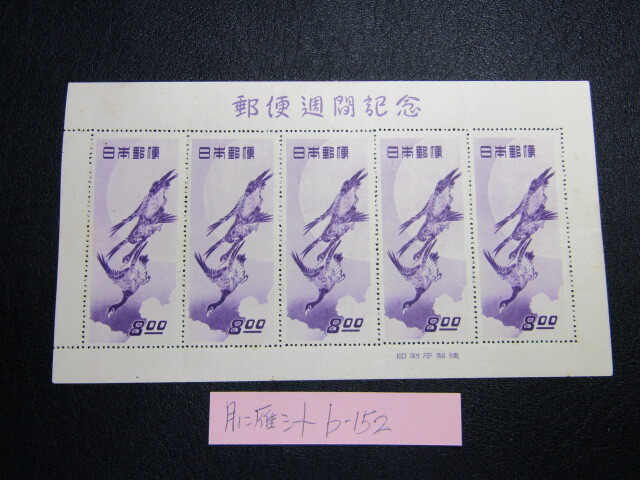 郵便週間記念
日本郵便 日本郵便 日本郵便 日本郵便 日本郵便
8.00 8.00 8.00 8.00 8.00
印刷庁製造
月に雁シート b-152